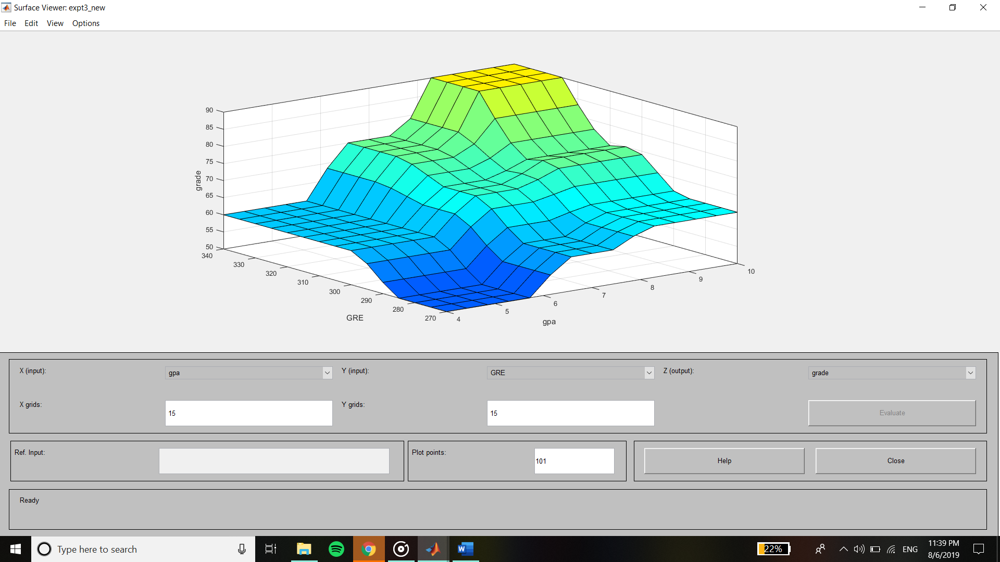 Surface Viewer: expt3_new
File Edit View Options
90
85
80
75
70
65
60
55
50
grade
340
330
320
310
300
290
280
270
GRE
4
5
6
7
8
9
10
gpa
X (input): gpa Y (input): GRE Z (output): grade
X grids: 15 Y grids: 15 Evaluate
Ref. Input: Plot points: 101 Help Close
Ready
Type here to search
W
22%
ENG
11:39 PM
8/6/2019